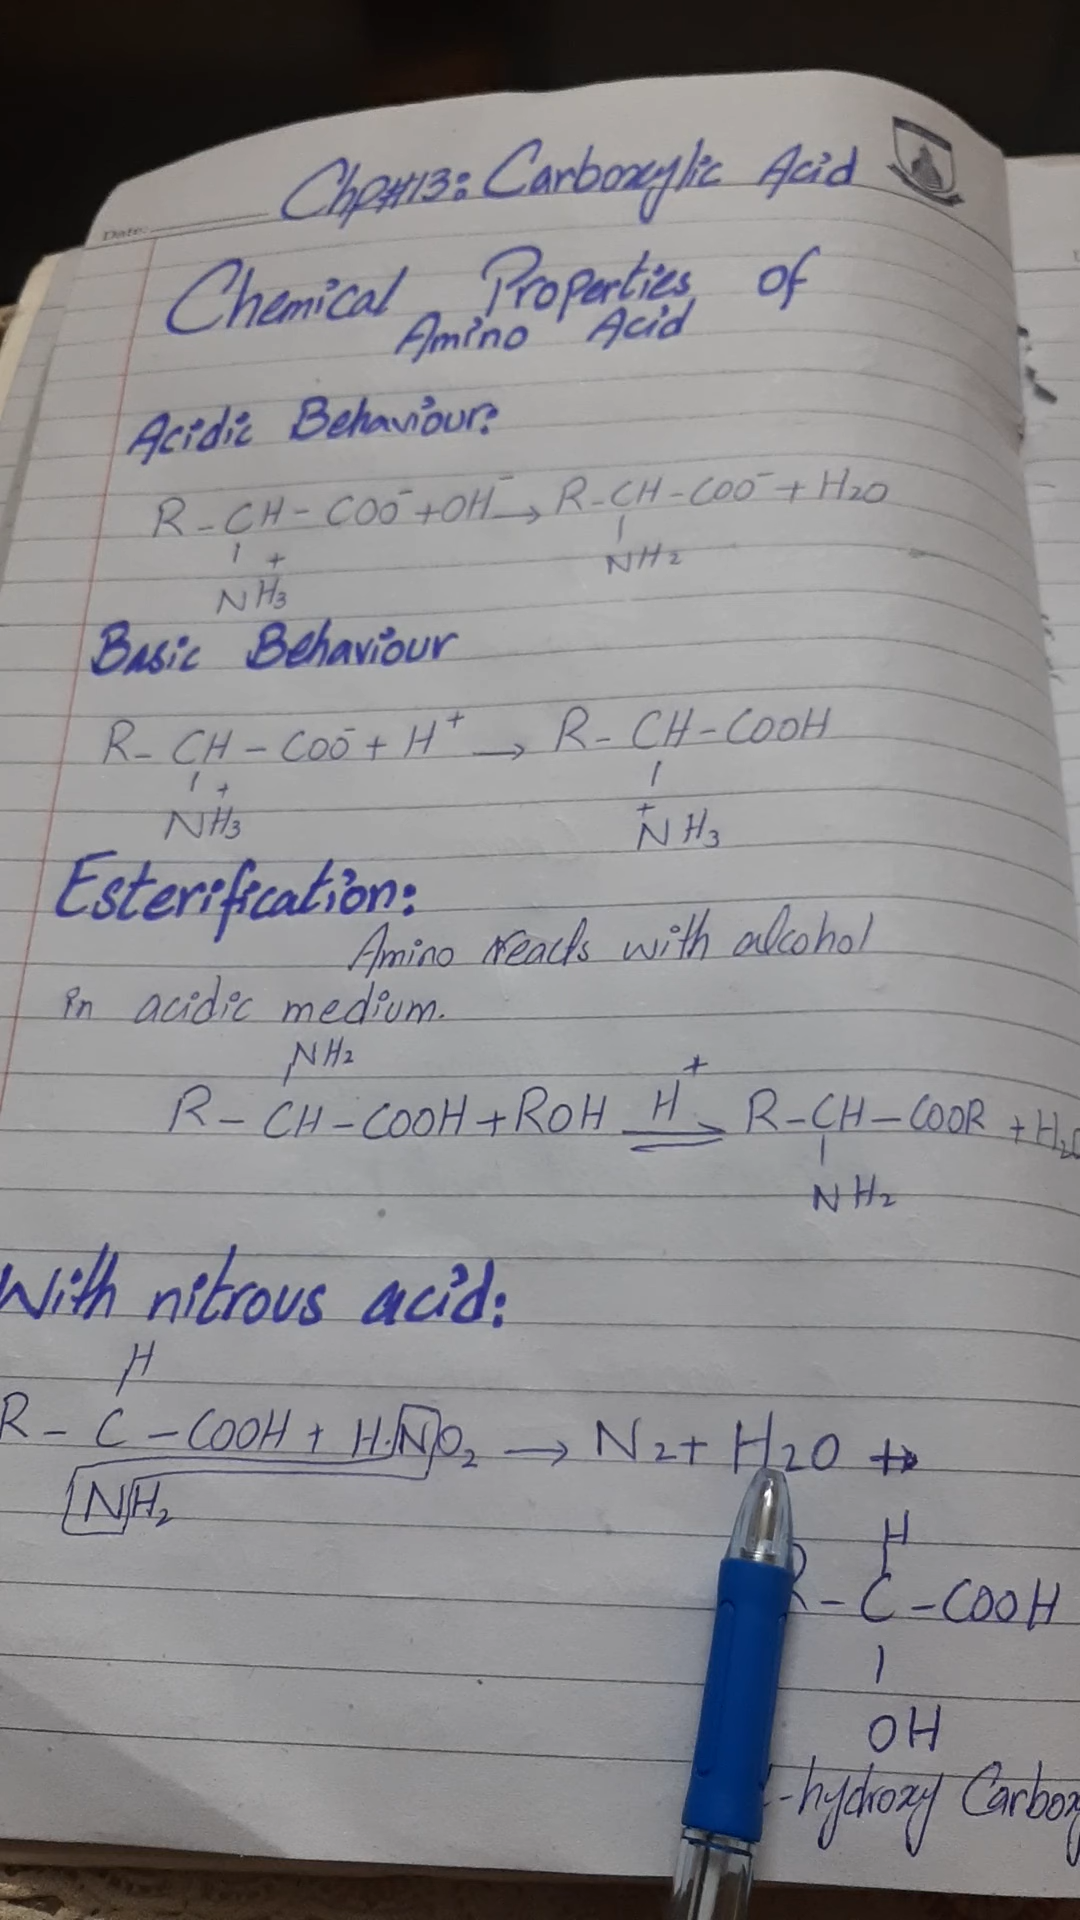 Chp#13: Carboxylic Acid
Date:
Chemical Properties of
Amino Acid
Acidic Behaviour:
R-CH-COO⁻+OH⁻→R-CH-COO⁻+H2O
+
NH3 NH2
Basic Behaviour
R-CH-COO⁻+H⁺→R-CH-COOH
+ +
NH3 NH3
Esterification:
Amino reacts with alcohol
in acidic medium.
NH2 +
R-CH-COOH+ROH H R-CH-COOR+H2O
NH2
With nitrous acid:
H
R-C-COOH+H.NO2→N2+H2O+
NH2
H
R-C-COOH
OH
-hydroxy Carbox